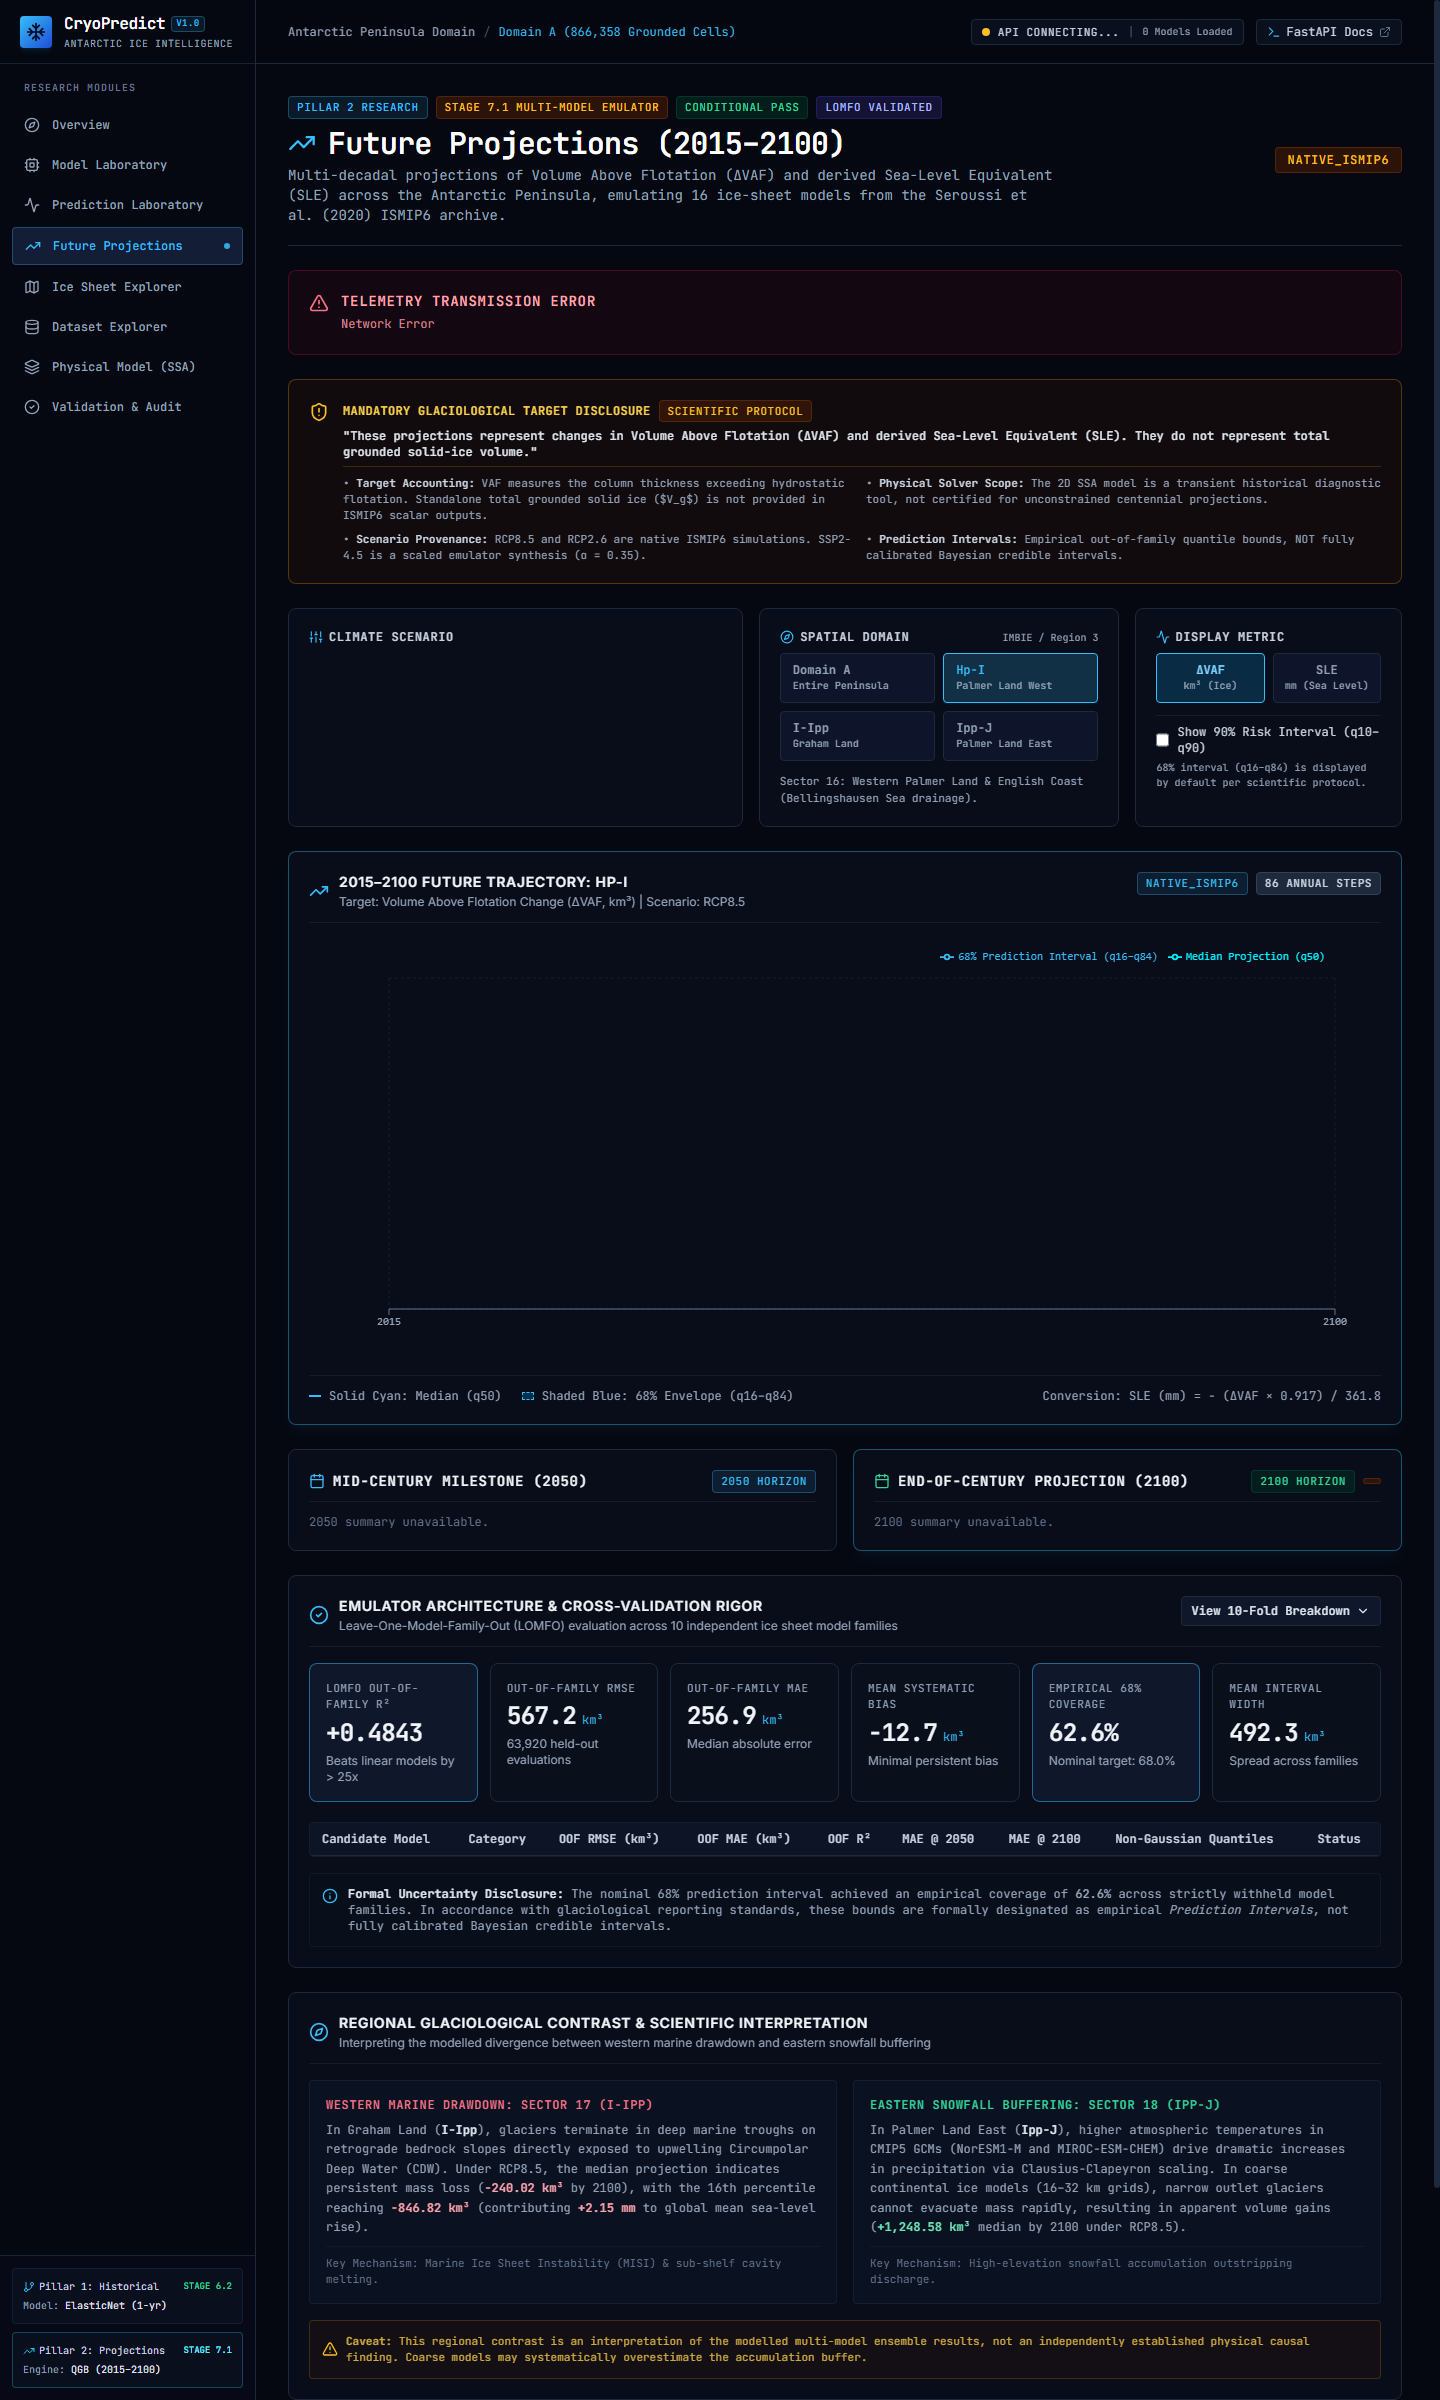 CryoPredict V1.0
ANTARCTIC ICE INTELLIGENCE
RESEARCH MODULES
Overview
Model Laboratory
Prediction Laboratory
Future Projections
Ice Sheet Explorer
Dataset Explorer
Physical Model (SSA)
Validation & Audit
Pillar 1: Historical STAGE 6.2
Model: ElasticNet (1-yr)
Pillar 2: Projections STAGE 7.1
Engine: QGB (2015–2100)
Antarctic Peninsula Domain / Domain A (866,358 Grounded Cells)
API CONNECTING... | 0 Models Loaded
FastAPI Docs
PILLAR 2 RESEARCH STAGE 7.1 MULTI-MODEL EMULATOR CONDITIONAL PASS LOMFO VALIDATED
Future Projections (2015–2100)
NATIVE_ISMIP6
Multi-decadal projections of Volume Above Flotation (ΔVAF) and derived Sea-Level Equivalent
(SLE) across the Antarctic Peninsula, emulating 16 ice-sheet models from the Seroussi et
al. (2020) ISMIP6 archive.
TELEMETRY TRANSMISSION ERROR
Network Error
MANDATORY GLACIOLOGICAL TARGET DISCLOSURE SCIENTIFIC PROTOCOL
"These projections represent changes in Volume Above Flotation (ΔVAF) and derived Sea-Level Equivalent (SLE). They do not represent total
grounded solid-ice volume."
• Target Accounting: VAF measures the column thickness exceeding hydrostatic
flotation. Standalone total grounded solid ice ($V_g$) is not provided in
ISMIP6 scalar outputs.
• Physical Solver Scope: The 2D SSA model is a transient historical diagnostic
tool, not certified for unconstrained centennial projections.
• Scenario Provenance: RCP8.5 and RCP2.6 are native ISMIP6 simulations. SSP2-
4.5 is a scaled emulator synthesis (α = 0.35).
• Prediction Intervals: Empirical out-of-family quantile bounds, NOT fully
calibrated Bayesian credible intervals.
CLIMATE SCENARIO
SPATIAL DOMAIN IMBIE / Region 3
Domain A
Entire Peninsula
Hp-I
Palmer Land West
I-Ipp
Graham Land
Ipp-J
Palmer Land East
Sector 16: Western Palmer Land & English Coast
(Bellingshausen Sea drainage).
DISPLAY METRIC
ΔVAF
km³ (Ice)
SLE
mm (Sea Level)
Show 90% Risk Interval (q10–
q90)
68% interval (q16–q84) is displayed
by default per scientific protocol.
2015–2100 FUTURE TRAJECTORY: HP-I
Target: Volume Above Flotation Change (ΔVAF, km³) | Scenario: RCP8.5
NATIVE_ISMIP6 86 ANNUAL STEPS
68% Prediction Interval (q16–q84) Median Projection (q50)
2015 2100
Solid Cyan: Median (q50) Shaded Blue: 68% Envelope (q16–q84)
Conversion: SLE (mm) = - (ΔVAF × 0.917) / 361.8
MID-CENTURY MILESTONE (2050) 2050 HORIZON
2050 summary unavailable.
END-OF-CENTURY PROJECTION (2100) 2100 HORIZON
2100 summary unavailable.
EMULATOR ARCHITECTURE & CROSS-VALIDATION RIGOR
Leave-One-Model-Family-Out (LOMFO) evaluation across 10 independent ice sheet model families
View 10-Fold Breakdown
LOMFO OUT-OF-
FAMILY R²
+0.4843
Beats linear models by
> 25x
OUT-OF-FAMILY RMSE
567.2 km³
63,920 held-out
evaluations
OUT-OF-FAMILY MAE
256.9 km³
Median absolute error
MEAN SYSTEMATIC
BIAS
-12.7 km³
Minimal persistent bias
EMPIRICAL 68%
COVERAGE
62.6%
Nominal target: 68.0%
MEAN INTERVAL
WIDTH
492.3 km³
Spread across families
Candidate Model Category OOF RMSE (km³) OOF MAE (km³) OOF R² MAE @ 2050 MAE @ 2100 Non-Gaussian Quantiles Status
Formal Uncertainty Disclosure: The nominal 68% prediction interval achieved an empirical coverage of 62.6% across strictly withheld model
families. In accordance with glaciological reporting standards, these bounds are formally designated as empirical Prediction Intervals, not
fully calibrated Bayesian credible intervals.
REGIONAL GLACIOLOGICAL CONTRAST & SCIENTIFIC INTERPRETATION
Interpreting the modelled divergence between western marine drawdown and eastern snowfall buffering
WESTERN MARINE DRAWDOWN: SECTOR 17 (I-IPP)
In Graham Land (I-Ipp), glaciers terminate in deep marine troughs on
retrograde bedrock slopes directly exposed to upwelling Circumpolar
Deep Water (CDW). Under RCP8.5, the median projection indicates
persistent mass loss (-240.02 km³ by 2100), with the 16th percentile
reaching -846.82 km³ (contributing +2.15 mm to global mean sea-level
rise).
Key Mechanism: Marine Ice Sheet Instability (MISI) & sub-shelf cavity
melting.
EASTERN SNOWFALL BUFFERING: SECTOR 18 (IPP-J)
In Palmer Land East (Ipp-J), higher atmospheric temperatures in
CMIP5 GCMs (NorESM1-M and MIROC-ESM-CHEM) drive dramatic increases
in precipitation via Clausius-Clapeyron scaling. In coarse
continental ice models (16–32 km grids), narrow outlet glaciers
cannot evacuate mass rapidly, resulting in apparent volume gains
(+1,248.58 km³ median by 2100 under RCP8.5).
Key Mechanism: High-elevation snowfall accumulation outstripping
discharge.
Caveat: This regional contrast is an interpretation of the modelled multi-model ensemble results, not an independently established physical causal
finding. Coarse models may systematically overestimate the accumulation buffer.